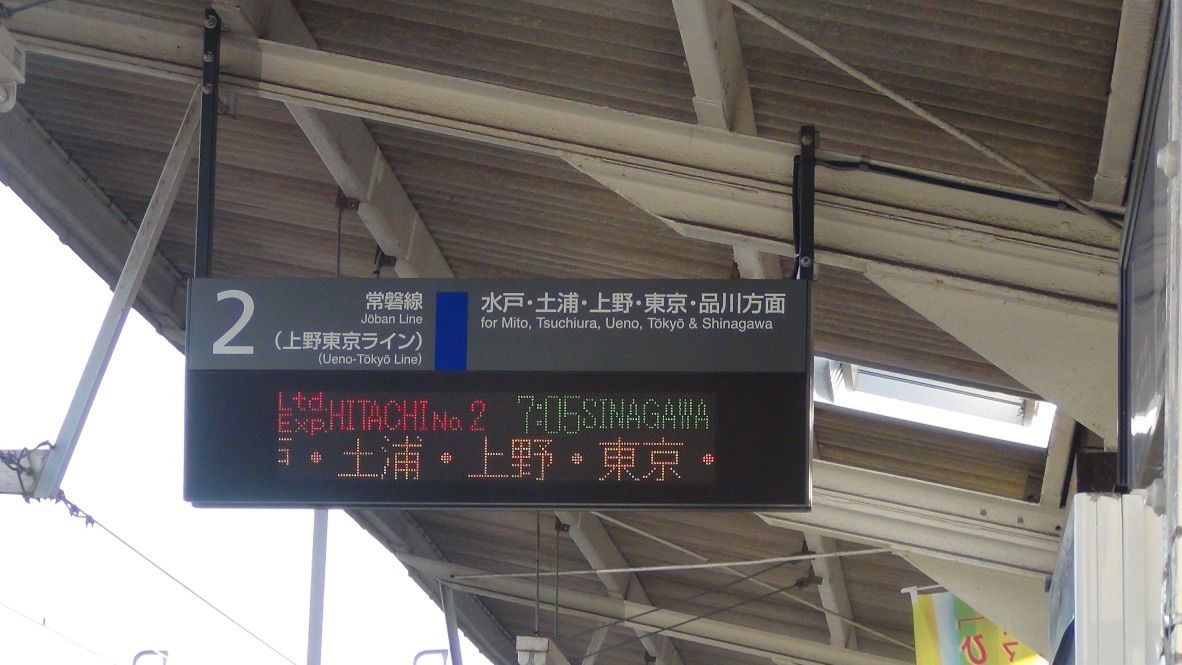 2
常磐線
Jōban Line
(上野東京ライン)
(Ueno-Tōkyō Line)
水戸・土浦・上野・東京・品川方面
for Mito, Tsuchiura, Ueno, Tōkyō & Shinagawa
Ltd Exp. HITACHI No. 2 7:05 SINAGAWA
・土浦・上野・東京・